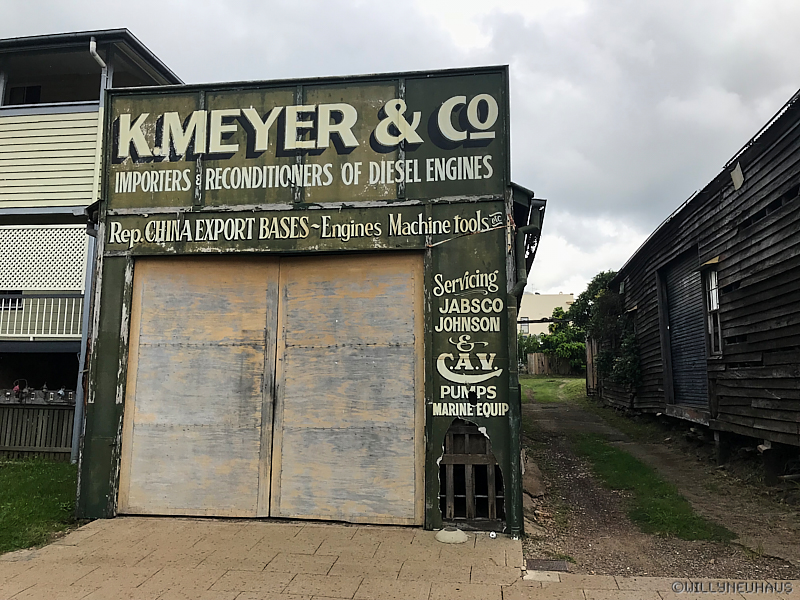 K.MEYER & Co
IMPORTERS & RECONDITIONERS OF DIESEL ENGINES
Rep. CHINA EXPORT BASES ~ Engines Machine tools etc
Servicing
JABSCO
JOHNSON
&
C.A.V.
PUMPS
MARINE EQUIP
©WILLYNEUHAUS